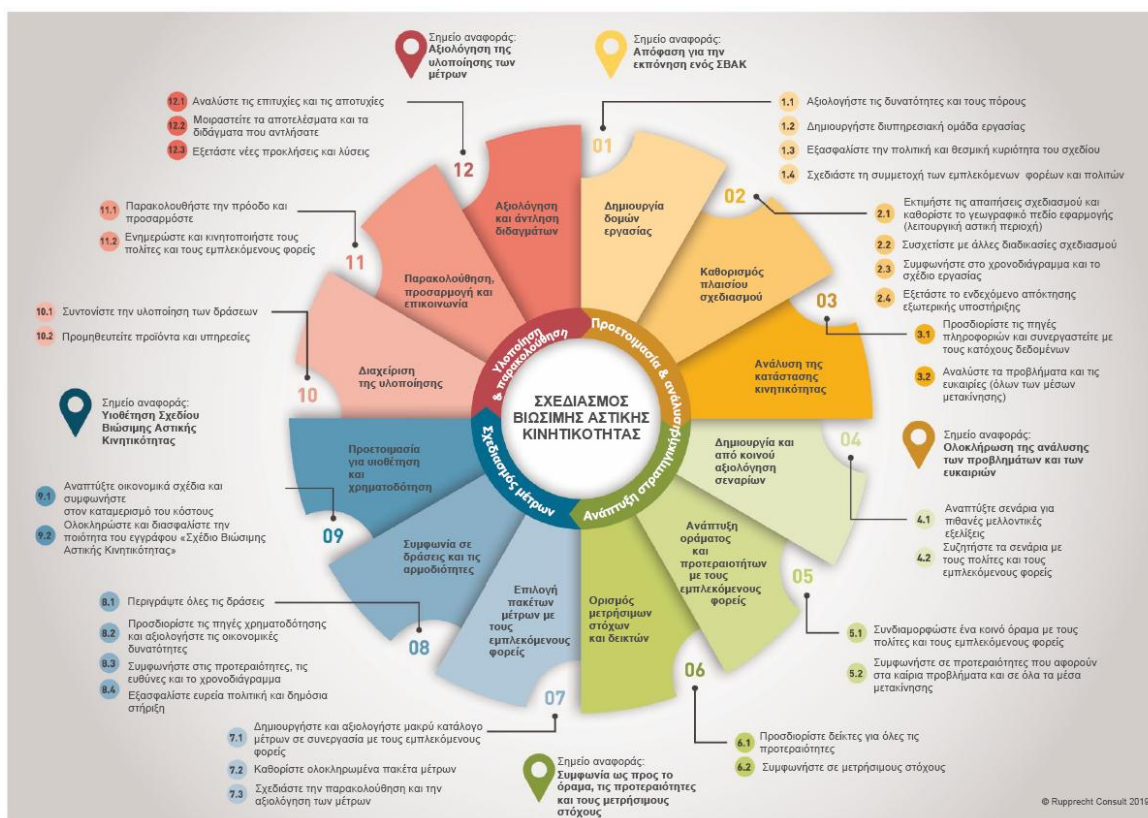 Σημείο αναφοράς:
Αξιολόγηση της
υλοποίησης των
μέτρων
Σημείο αναφοράς:
Απόφαση για την
εκπόνηση ενός ΣΒΑΚ
12.1 Αναλύστε τις επιτυχίες και τις αποτυχίες
12.2 Μοιραστείτε τα αποτελέσματα και τα
διδάγματα που αντλήσατε
12.3 Εξετάστε νέες προκλήσεις και λύσεις
1.1 Αξιολογήστε τις δυνατότητες και τους πόρους
1.2 Δημιουργήστε διυπηρεσιακή ομάδα εργασίας
1.3 Εξασφαλίστε την πολιτική και θεσμική κυριότητα του σχεδίου
1.4 Σχεδιάστε τη συμμετοχή των εμπλεκόμενων φορέων και πολιτών
11.1 Παρακολουθήστε την πρόοδο και
προσαρμόστε
11.2 Ενημερώστε και κινητοποιήστε τους
πολίτες και τους εμπλεκόμενους φορείς
2.1 Εκτιμήστε τις απαιτήσεις σχεδιασμού και
καθορίστε το γεωγραφικό πεδίο εφαρμογής
(λειτουργική αστική περιοχή)
2.2 Συσχετίστε με άλλες διαδικασίες σχεδιασμού
2.3 Συμφωνήστε στο χρονοδιάγραμμα και το
σχέδιο εργασίας
2.4 Εξετάστε το ενδεχόμενο απόκτησης
εξωτερικής υποστήριξης
10.1 Συντονίστε την υλοποίηση των δράσεων
10.2 Προμηθευτείτε προϊόντα και υπηρεσίες
3.1 Προσδιορίστε τις πηγές
πληροφοριών και συνεργαστείτε με
τους κατόχους δεδομένων
3.2 Αναλύστε τα προβλήματα και τις
ευκαιρίες (όλων των μέσων
μετακίνησης)
12
Αξιολόγηση
και άντληση
διδαγμάτων
01
Δημιουργία
δομών
εργασίας
02
Καθορισμός
πλαισίου
σχεδιασμού
03
Ανάλυση της
κατάστασης
κινητικότητας
11
Παρακολούθηση,
προσαρμογή και
επικοινωνία
10
Διαχείριση
της υλοποίησης
Υλοποίηση
& παρακολούθηση
Προετοιμασία & ανάλυση
ΣΧΕΔΙΑΣΜΟΣ
ΒΙΩΣΙΜΗΣ ΑΣΤΙΚΗΣ
ΚΙΝΗΤΙΚΟΤΗΤΑΣ
Σχεδιασμός μέτρων
Ανάπτυξη στρατηγικής
Σημείο αναφοράς:
Υιοθέτηση Σχεδίου
Βιώσιμης Αστικής
Κινητικότητας
Σημείο αναφοράς:
Ολοκλήρωση της ανάλυσης
των προβλημάτων και των
ευκαιριών
Προετοιμασία
για υιοθέτηση
και
χρηματοδότηση
09
04
Δημιουργία και
από κοινού
αξιολόγηση
σεναρίων
9.1 Αναπτύξτε οικονομικά σχέδια και
συμφωνήστε
στον καταμερισμό του κόστους
9.2 Ολοκληρώστε και διασφαλίστε την
ποιότητα του εγγράφου «Σχέδιο Βιώσιμης
Αστικής Κινητικότητας»
4.1 Αναπτύξτε σενάρια για
πιθανές μελλοντικές
εξελίξεις
4.2 Συζητήστε τα σενάρια με
τους πολίτες και τους
εμπλεκόμενους φορείς
Συμφωνία σε
δράσεις και τις
αρμοδιότητες
08
Επιλογή
πακέτων
μέτρων με
τους
εμπλεκόμενους
φορείς
07
Ορισμός
μετρήσιμων
στόχων
και δεικτών
06
Ανάπτυξη
οράματος
και
προτεραιοτήτων
με τους
εμπλεκόμενους
φορείς
05
8.1 Περιγράψτε όλες τις δράσεις
8.2 Προσδιορίστε τις πηγές χρηματοδότησης
και αξιολογήστε τις οικονομικές
δυνατότητες
8.3 Συμφωνήστε στις προτεραιότητες, τις
ευθύνες και το χρονοδιάγραμμα
8.4 Εξασφαλίστε ευρεία πολιτική και δημόσια
στήριξη
5.1 Συνδιαμορφώστε ένα κοινό όραμα με τους
πολίτες και τους εμπλεκόμενους φορείς
5.2 Συμφωνήστε σε προτεραιότητες που αφορούν
στα καίρια προβλήματα και σε όλα τα μέσα
μετακίνησης
7.1 Δημιουργήστε και αξιολογήστε μακρύ κατάλογο
μέτρων σε συνεργασία με τους εμπλεκόμενους
φορείς
7.2 Καθορίστε ολοκληρωμένα πακέτα μέτρων
7.3 Σχεδιάστε την παρακολούθηση και την
αξιολόγηση των μέτρων
Σημείο αναφοράς:
Συμφωνία ως προς το
όραμα, τις προτεραιότητες
και τους μετρήσιμους
στόχους
6.1 Προσδιορίστε δείκτες για όλες τις
προτεραιότητες
6.2 Συμφωνήστε σε μετρήσιμους στόχους
© Rupprecht Consult 2019